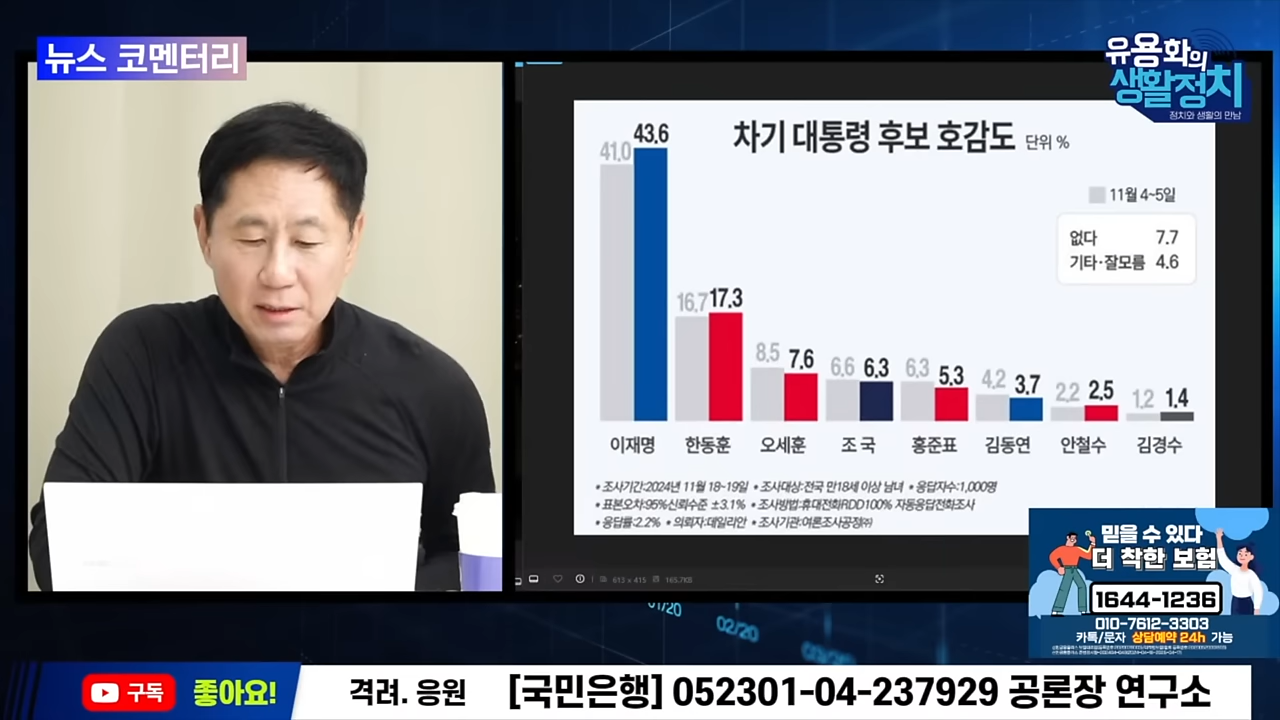 뉴스 코멘터리
유용화의
생활정치
정치와 생활의 만남
차기 대통령 후보 호감도 단위 %
11월 4~5일
없다 7.7
기타·잘모름 4.6
41.0 43.6
16.7 17.3
8.5 7.6
6.6 6.3
6.3 5.3
4.2 3.7
2.2 2.5
1.2 1.4
이재명 한동훈 오세훈 조 국 홍준표 김동연 안철수 김경수
• 조사기간:2024년 11월 18~19일 • 조사대상:전국 만18세 이상 남녀 • 응답자수:1,000명
• 표본오차:95%신뢰수준 ±3.1% • 조사방법:휴대전화RDD100% 자동응답전화조사
• 응답률:2.2% • 의뢰자:데일리안 • 조사기관:여론조사공정㈜
615 x 415 165.7KB
믿을 수 있다
더 착한 보험
1644-1236
010-7612-3303
카톡/문자 상담예약 24h 가능
01/20
02/20
구독 좋아요!
격려. 응원 [국민은행] 052301-04-237929 공론장 연구소